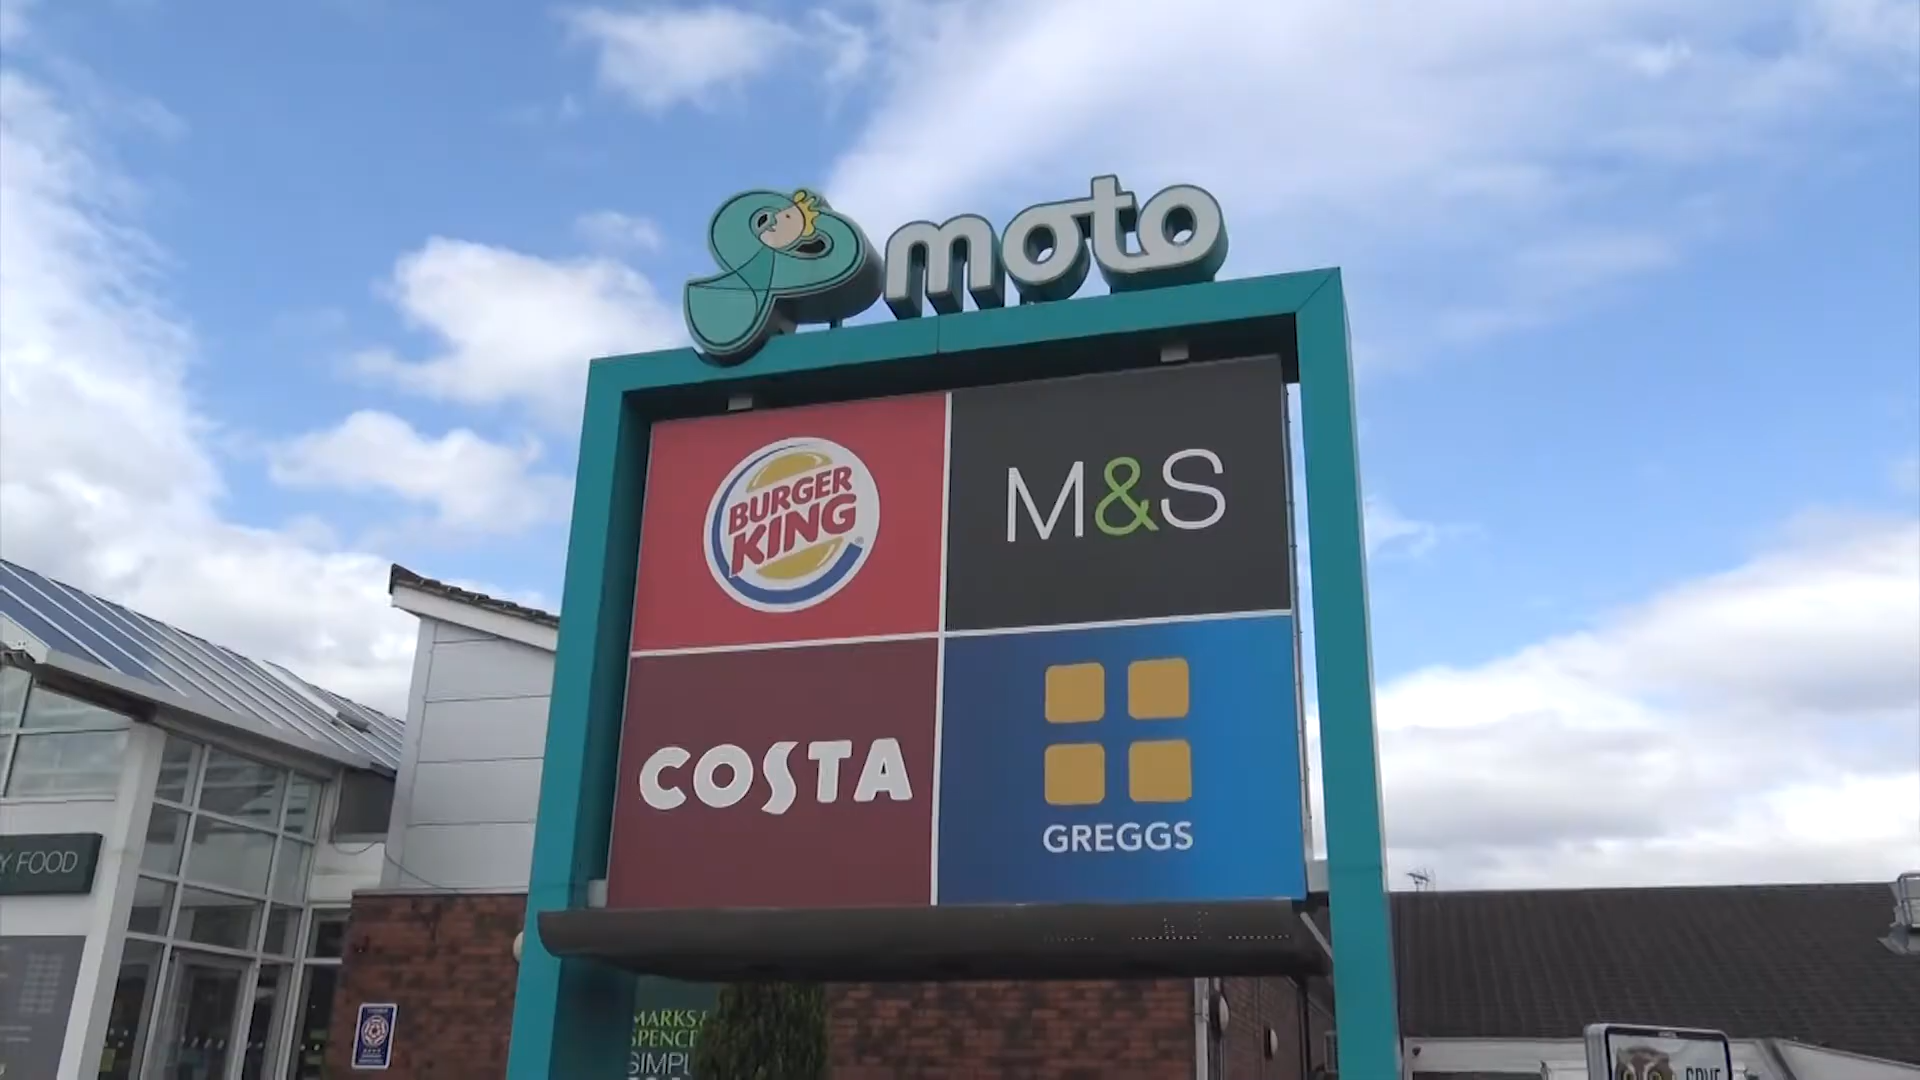 moto
BURGER
KING
M&S
COSTA
GREGGS
Y FOOD
MARKS&
SPENCE
SIMPL